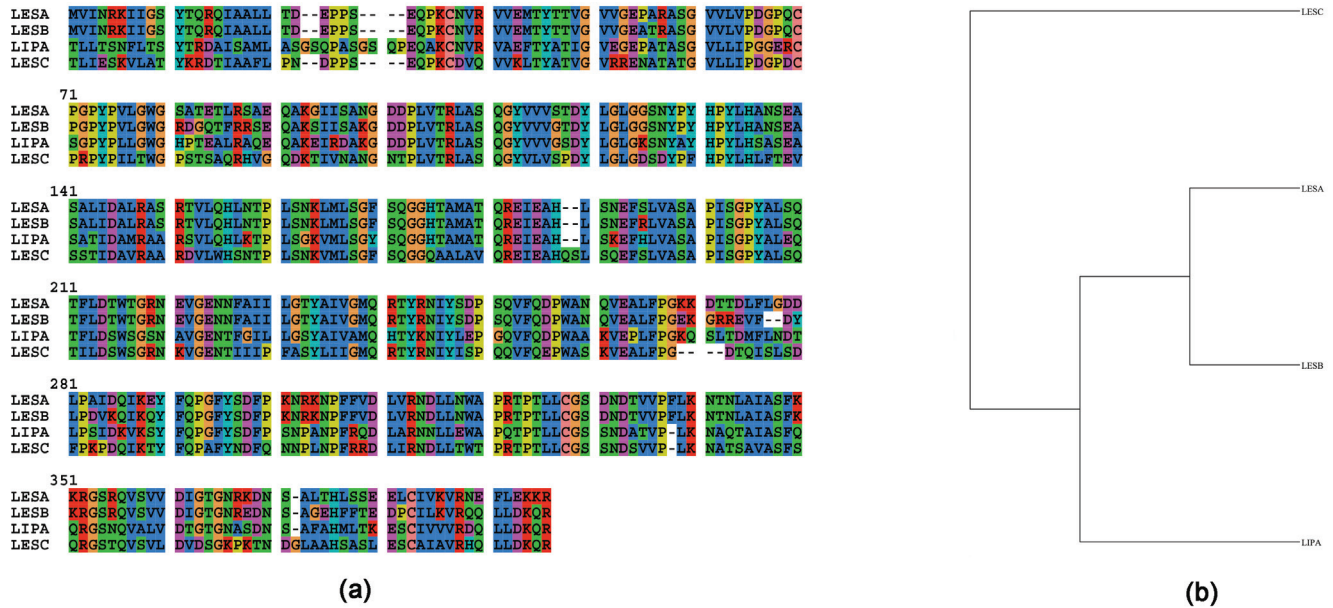 LESA MVINRKIIGS YTQRQIAALL TD--EPPS-- --EQPKCNVR VVEMTYTTVG VVGEPARASG VVLLPDGPQC
LESB MVINRKIIGS YTQRQIAALL TD--EPPS-- --EQPKCNVR VVEMTYTTVG VVGEATRASG VVLLPDGPQC
LIPA TLLTSNFLTS YTRDAISAML ASGSQPASGS QPEQAKCNVR VAEFTYATVG VEGEPATASG VLLIPGGERC
LESC TLIESKVLAT YKRDTIAAFL PN--DPPS-- --EQPKCDVQ VVKLTYATVG VRRENATATG VVLIPDGPDC
71
LESA PGPYPVLGWG SATETLRSAE QAKGIISANG DDPLVTRLAS QGYVVVSTDY LGLGGSNYPY HPYLHANSEA
LESB PGPYPVLGWG RDGQTFRRSE QAKSIISAKG DDPLVTRLAS QGYVVVGTDY LGLGGSNYPY HPYLHANSEA
LIPA SGPYPLLGWG HPTEALRAQE QAKEIRDAKG DDPLVTRLAS QGYVVVGSDY LGLGKSNYAY HPYLHSASEA
LESC PRPYPILTWG PSTSAQRHVG QDKTIVNANG NTPLVTRLAS QGYVLVSPDY LGLGDSDYPF HPYLHLFTEV
141
LESA SALIDALRAS RTVLQHLNTP LSNKLMLSGF SQGGHTAMAT QREIEAH--L SNEFSLVASA PISGPYALSQ
LESB SALIDALRAS RTVLQHLNTP LSNKLMLSGF SQGGHTAMAT QREIEAH--L SNEFRLVASA PISGPYALSQ
LIPA SATIDAMRAA RSVLQHLKTP LSGKVMLSGY SQGGHTAMAT QREIEAH--L SKEFHLVASA PISGPYALEQ
LESC SSTIDAVRAA RDVLWHSNTP LSNKVMLSGF SQGGQAALAV QREIEAHQSL SQEFSLVASA PISGPYALSQ
211
LESA TFLDTWTGRN EVGENNFAII LGTYAIVGMQ RTYRNIYSDP SQVFQDPWAN QVEALFPGKK DTTDLFLGDD
LESB TFLDTWTGRN EVGENNFAII LGTYAIVGMQ RTYRNIYSDP SQVFQDPWAN QVEALFPGEK GRREVF--DY
LIPA TFLDSWSGSN AVGENTFGIL LGSYAIVAMQ HTYKNIYLEP GQVFQDPWAA KVEPLFPGKQ SLTDMFLNDT
LESC TILDSWSGRN KVGENTIIIP FASYLIIGMQ RTYRNIYISP QQVFQEPWAS KVEALFPG-- --DTQISLSD
281
LESA LPAIDQIKEY FQPGFYSDFP KNRKNPFFVD LVRNDLLNWA PRTPTLLCGS DNDTVVPFLK NTNLAIASFK
LESB LPDVKQIKQY FQPGFYSDFP KNRKNPFFVD LVRNDLLNWA PRTPTLLCGS DNDTVVPFLK NTNLAIASFK
LIPA LPSIDKVKSY FQPGFYSDFP SNPANPFRQD LARNNLLEWA PQTPTLLCGS SNDATVP-LK NAQTAIASFQ
LESC FPKPDQIKTY FQPAFYNDFQ NNPLNPFRRD LIRNDLLTWT PRTPTLLCGS SNDSVVP-LK NATSAVASFS
351
LESA KRGSRQVSVV DIGTGNRKDN S-ALTHLSSE ELCIVKVRNE FLEKKR
LESB KRGSRQVSVV DIGTGNREDN S-AGEHFFTE DPCILKVRQQ LLDKQR
LIPA QRGSNQVALV DTGTGNASDN S-AFAHMLTK ESCIVVVRDQ LLDKQR
LESC QRGSTQVSVL DVDSGKPKTN DGLAAHSASL ESCAIAVRHQ LLDKQR
(a)
LESC
LESA
LESB
LIPA
(b)